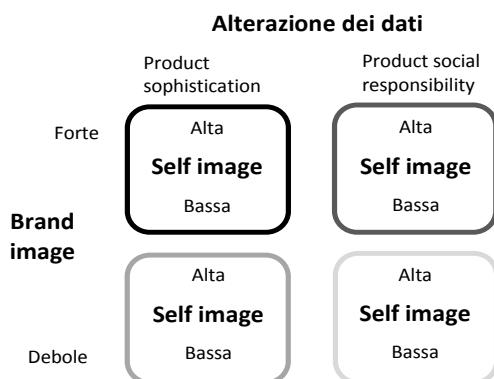 Alterazione dei dati
Product
sophistication
Product social
responsibility
Forte
Alta
Self image
Bassa
Alta
Self image
Bassa
Brand
image
Alta
Self image
Bassa
Alta
Self image
Bassa
Debole